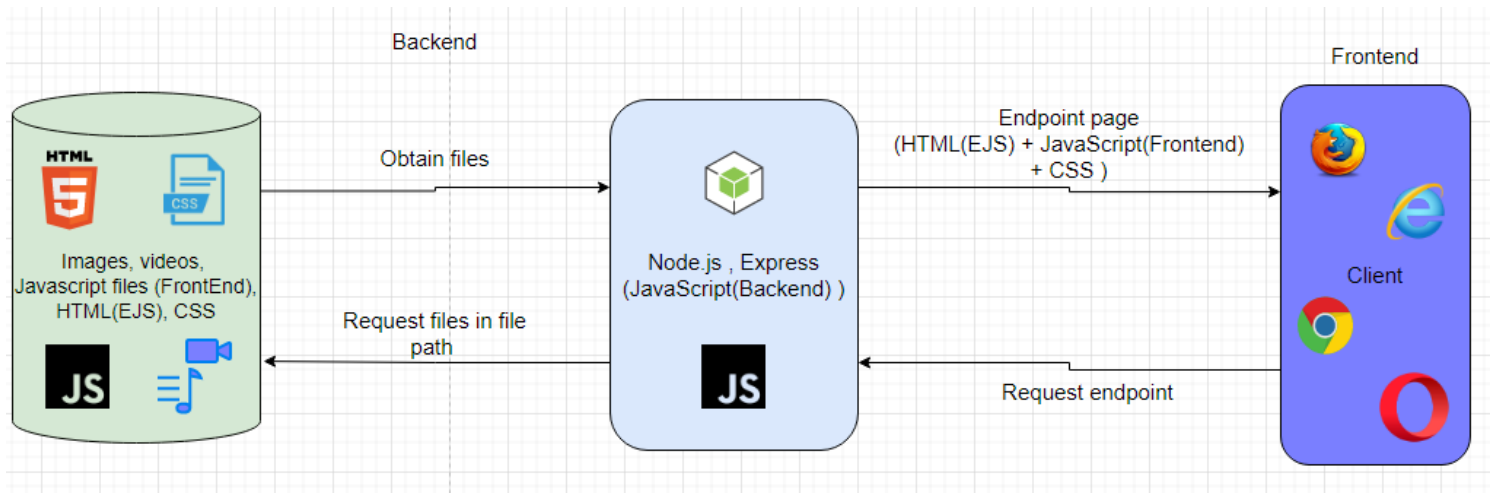 Backend
Frontend
HTML
CSS
Images, videos,
Javascript files (FrontEnd),
HTML(EJS), CSS
JS
Obtain files
Request files in file
path
Node.js , Express
(JavaScript(Backend) )
JS
Endpoint page
(HTML(EJS) + JavaScript(Frontend)
+ CSS )
Request endpoint
Client